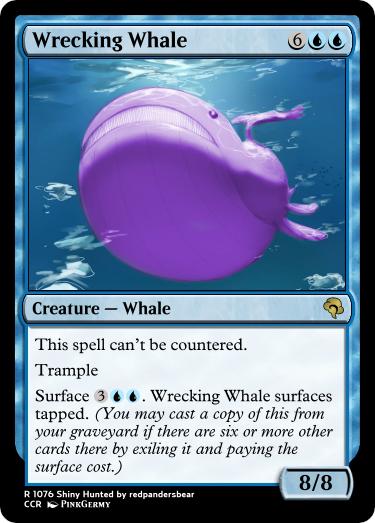 Wrecking Whale 6
Creature — Whale
This spell can't be countered.
Trample
Surface 3. Wrecking Whale surfaces
tapped. (You may cast a copy of this from
your graveyard if there are six or more other
cards there by exiling it and paying the
surface cost.)
8/8
R 1076 Shiny Hunted by redpandersbear
CCR PinkGermy